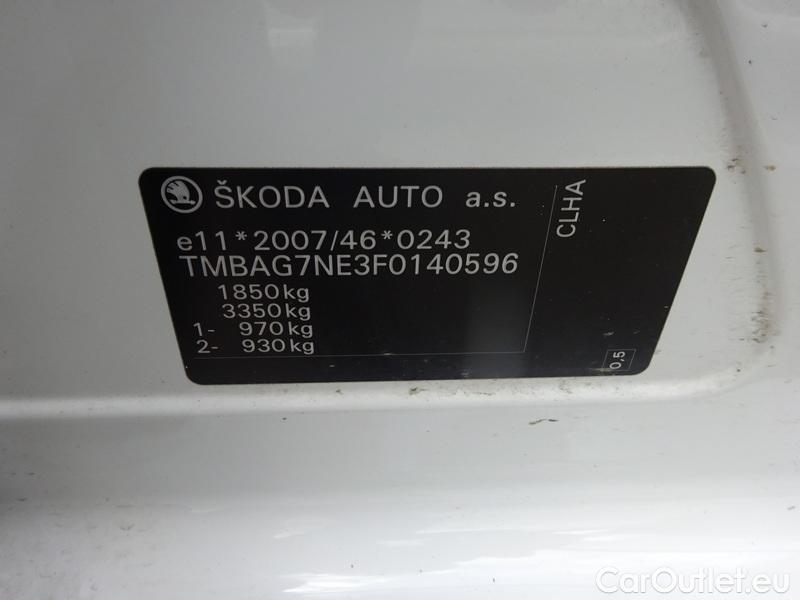 ŠKODA AUTO a.s.
e11*2007/46*0243
TMBAG7NE3F0140596
1850kg
3350kg
1- 970kg
2- 930kg
CLHA
0,5
CarOutlet.eu